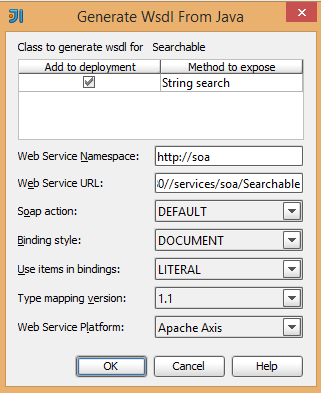 Generate Wsdl From Java
Class to generate wsdl for Searchable
Add to deployment Method to expose
String search
Web Service Namespace: http://soa
Web Service URL: 0//services/soa/Searchable
Soap action: DEFAULT
Binding style: DOCUMENT
Use items in bindings: LITERAL
Type mapping version: 1.1
Web Service Platform: Apache Axis
OK Cancel Help